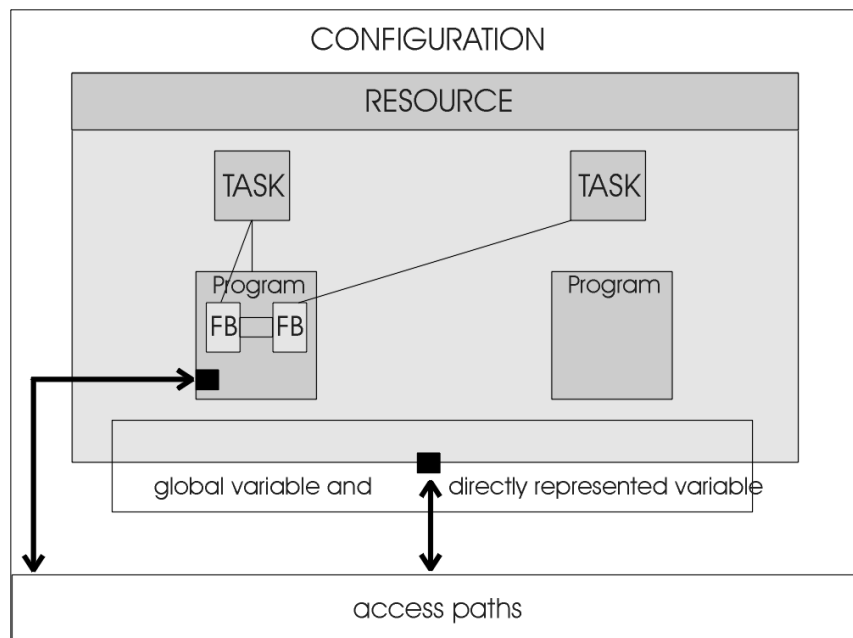 CONFIGURATION
RESOURCE
TASK
TASK
Program
Program
FB
FB
global variable and
directly represented variable
access paths